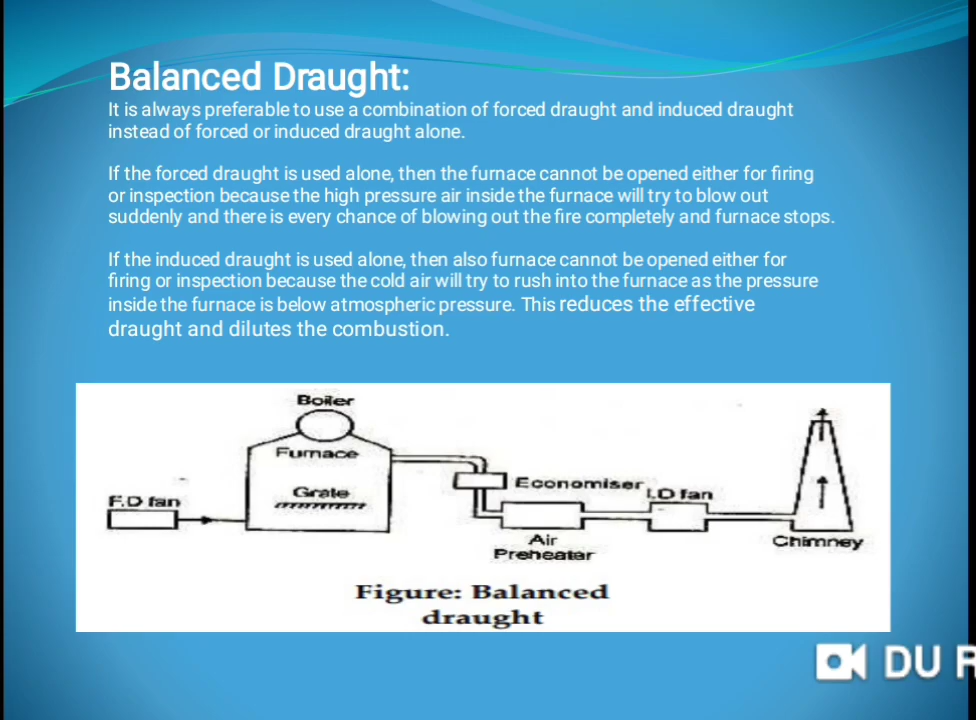 Balanced Draught:
It is always preferable to use a combination of forced draught and induced draught
instead of forced or induced draught alone.
If the forced draught is used alone, then the furnace cannot be opened either for firing
or inspection because the high pressure air inside the furnace will try to blow out
suddenly and there is every chance of blowing out the fire completely and furnace stops.
If the induced draught is used alone, then also furnace cannot be opened either for
firing or inspection because the cold air will try to rush into the furnace as the pressure
inside the furnace is below atmospheric pressure. This reduces the effective
draught and dilutes the combustion.
Boiler
Furnace
Grate
F.D fan
Economiser
I.D fan
Air
Preheater
Chimney
Figure: Balanced
draught
DU